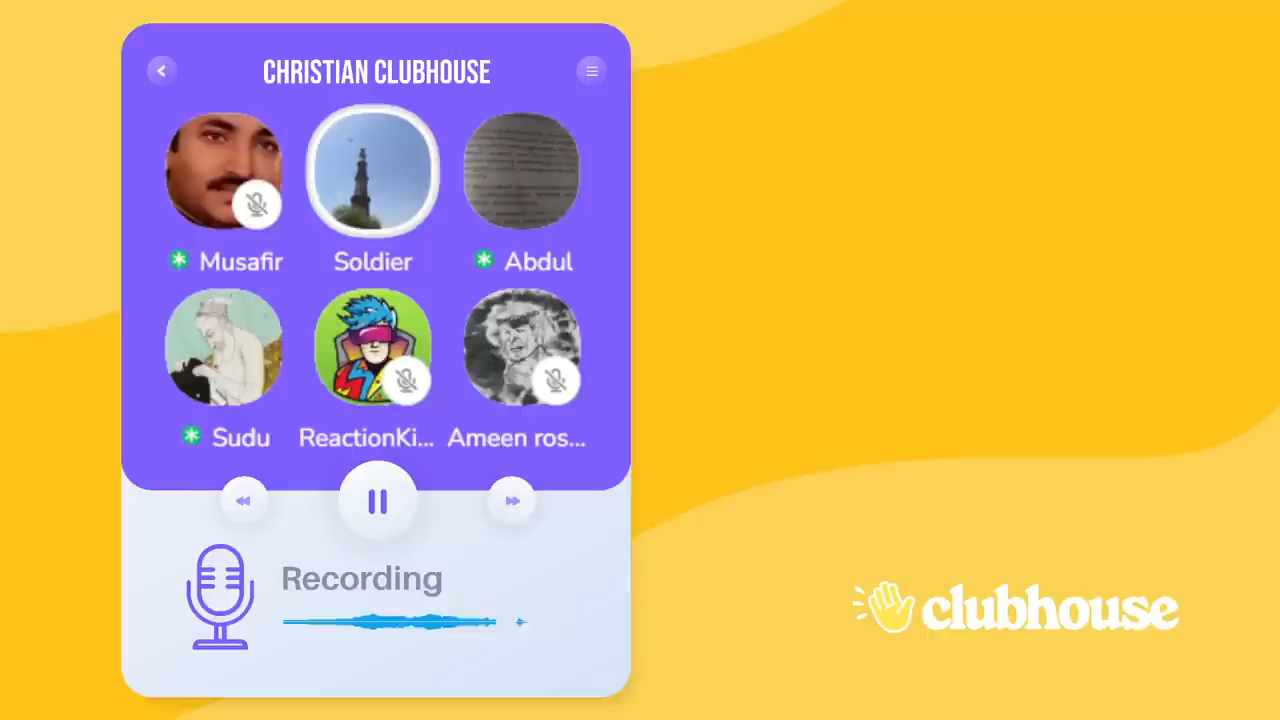 CHRISTIAN CLUBHOUSE
Musafir
Soldier
Abdul
Sudu
ReactionKi...
Ameen ros...
Recording
clubhouse